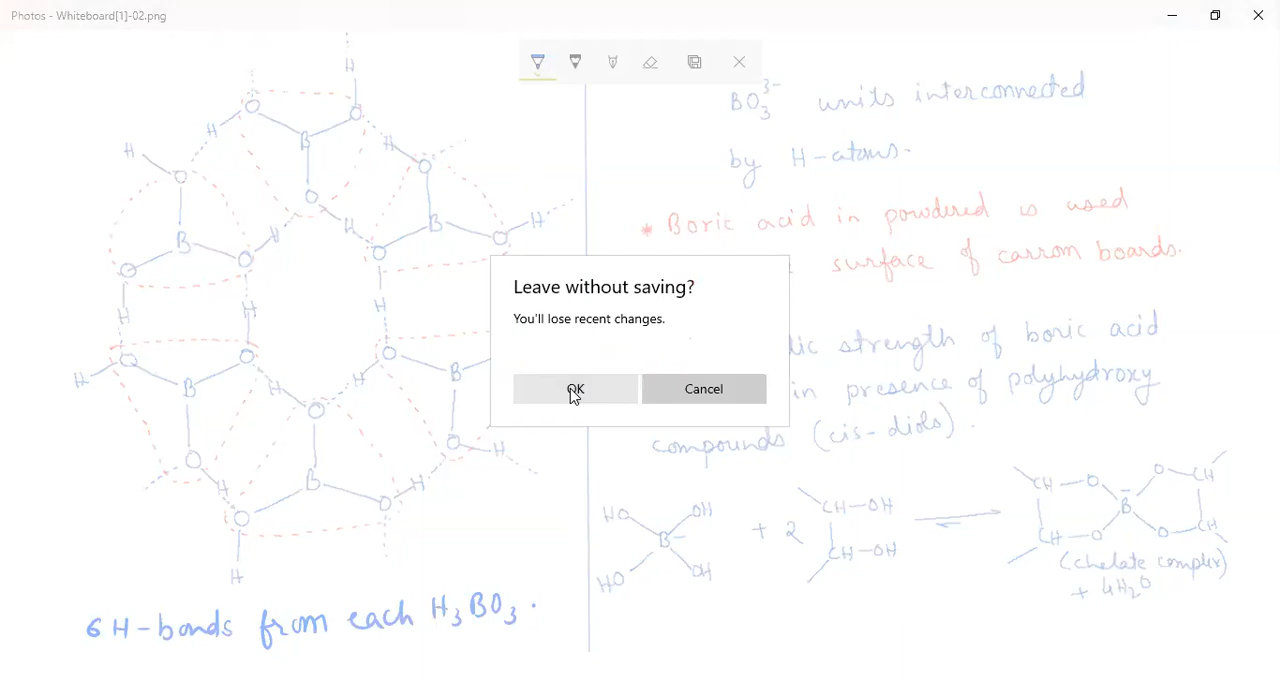 Photos - Whiteboard[1]-02.png
BO₃³⁻ units interconnected
by H-atoms.
* Boric acid in powdered is used
surface of carrom boards.
Leave without saving?
You'll lose recent changes.
OK Cancel
strength of boric acid
in presence of polyhydroxy
compounds (cis-diols).
HO OH
B⁻
HO OH
+ 2
CH-OH
CH-OH
CH-O O-CH
B⁻
CH-O O-CH
(chelate complex)
+ 4H₂O
H O O H H O
B B H
O H H O O H
B O O H
H H H
O O O B
H B H H
O O H
O H B H
O O
H
6 H-bonds from each H₃BO₃.